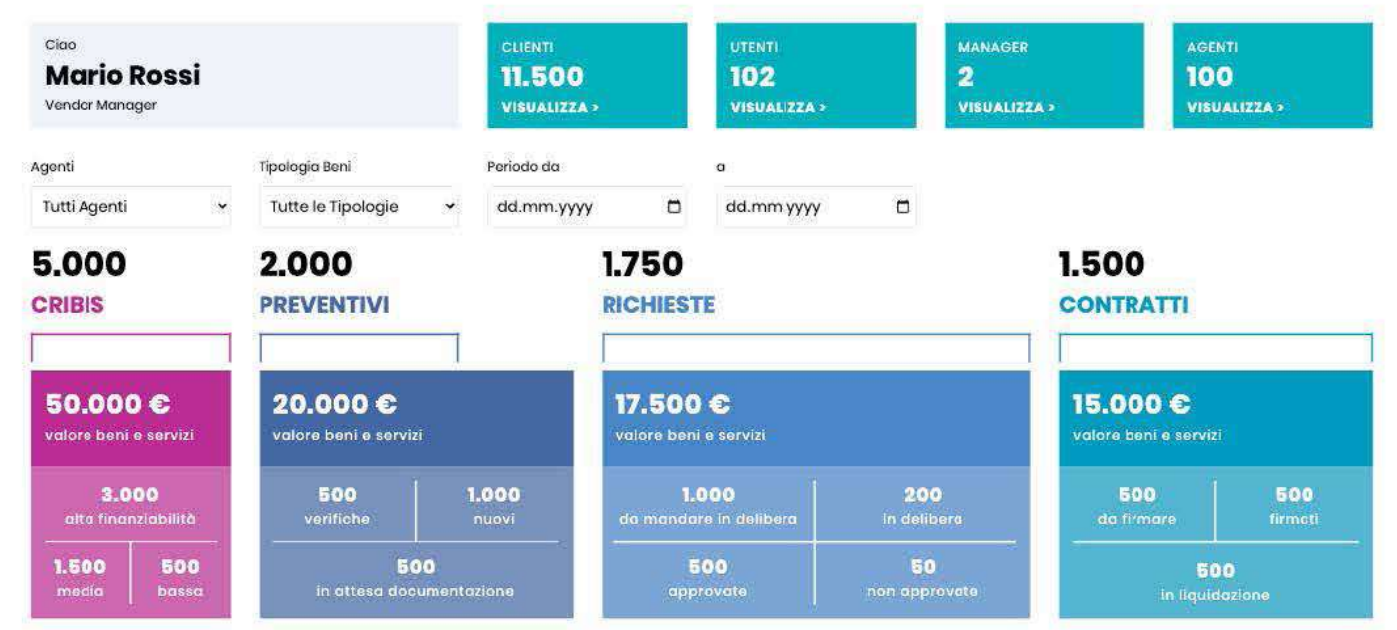 Ciao
Mario Rossi
Vendor Manager
CLIENTI
11.500
VISUALIZZA >
UTENTI
102
VISUALIZZA >
MANAGER
2
VISUALIZZA >
AGENTI
100
VISUALIZZA >
Agenti
Tutti Agenti
Tipologia Beni
Tutte le Tipologie
Periodo da
dd.mm.yyyy
a
dd.mm.yyyy
5.000
CRIBIS
50.000 €
valore beni e servizi
3.000
alta finanziabilità
1.500
media
500
bassa
2.000
PREVENTIVI
20.000 €
valore beni e servizi
500
verifiche
1.000
nuovi
500
in attesa documentazione
1.750
RICHIESTE
17.500 €
valore beni e servizi
1.000
da mandare in delibera
200
in delibera
500
approvate
50
non approvate
1.500
CONTRATTI
15.000 €
valore beni e servizi
500
da firmare
500
firmati
500
in liquidazione